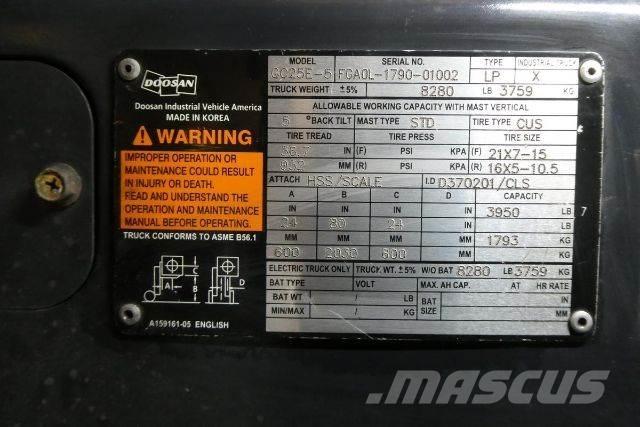 DOOSAN
Doosan Industrial Vehicle America
MADE IN KOREA
WARNING
IMPROPER OPERATION OR
MAINTENANCE COULD RESULT
IN INJURY OR DEATH.
READ AND UNDERSTAND THE
OPERATION AND MAINTENANCE
MANUAL BEFORE OPERATING.
TRUCK CONFORMS TO ASME B56.1
C
A
B
D
A159161-05 ENGLISH
MODEL SERIAL NO. TYPE INDUSTRIAL TRUCK
GC25E-5 FGA0L-1790-01002 LP X
TRUCK WEIGHT ±5% 8280 LB 3759 KG
ALLOWABLE WORKING CAPACITY WITH MAST VERTICAL
° BACK TILT MAST TYPE STD TIRE TYPE CUS
TIRE TREAD TIRE PRESS TIRE SIZE
IN (F) PSI KPA (F) 21X7-15
MM (R) PSI KPA (R) 16X5-10.5
ATTACH HSS/SCALE I.D D370201/CLS
A B C D CAPACITY
IN IN IN IN 3950 LB
24 80 24
MM MM MM MM 1793 KG
600 2030 600
ELECTRIC TRUCK ONLY TRUCK WT. ±5% W/O BAT 8280 LB 3759 KG
BAT TYPE VOLT MAX. AH CAP. AT HR RATE
BAT WT / LB BAT SIZE IN
MIN/MAX / KG MM
7
MASCUS